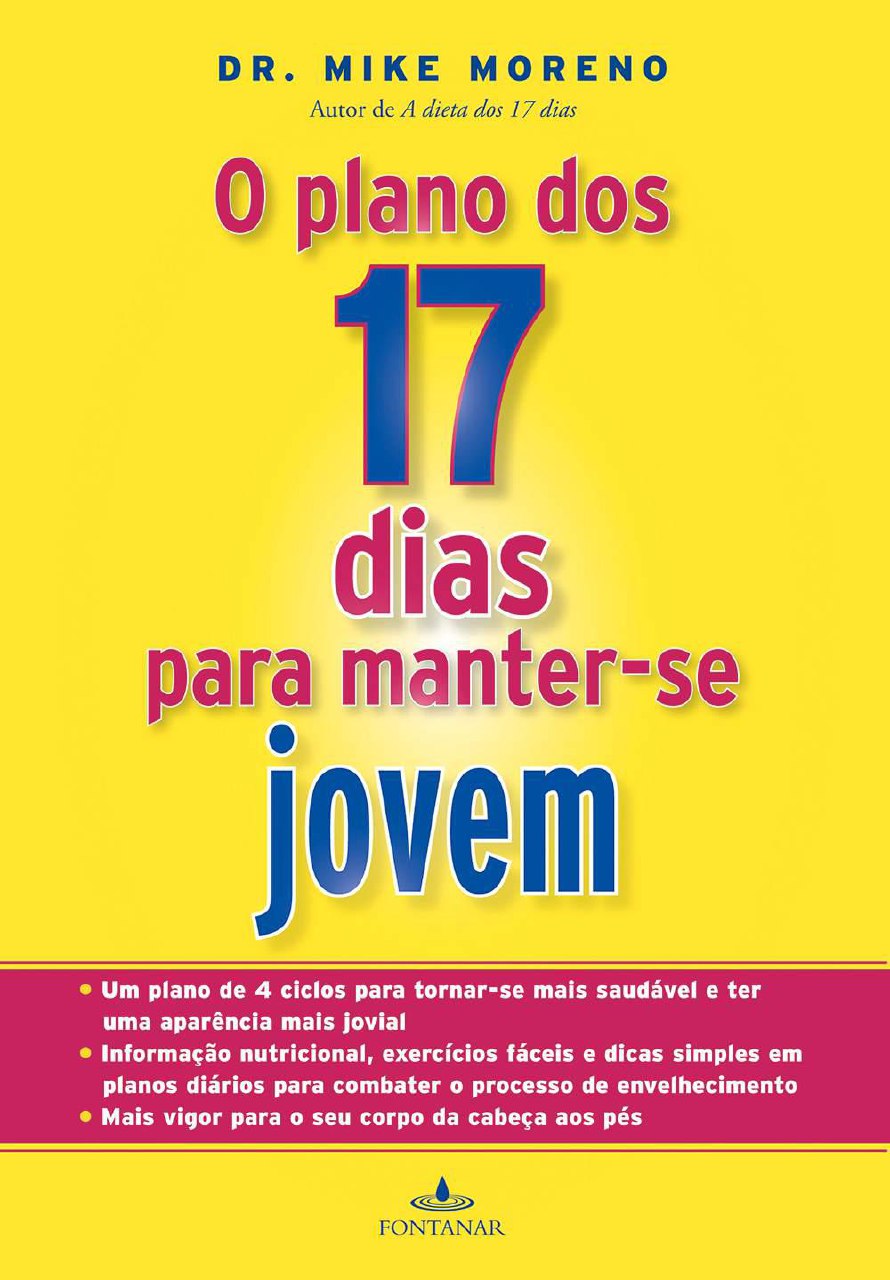 DR. MIKE MORENO
Autor de A dieta dos 17 dias
O plano dos
17
dias
para manter-se
jovem
• Um plano de 4 ciclos para tornar-se mais saudável e ter
uma aparência mais jovial
• Informação nutricional, exercícios fáceis e dicas simples em
planos diários para combater o processo de envelhecimento
• Mais vigor para o seu corpo da cabeça aos pés
FONTANAR